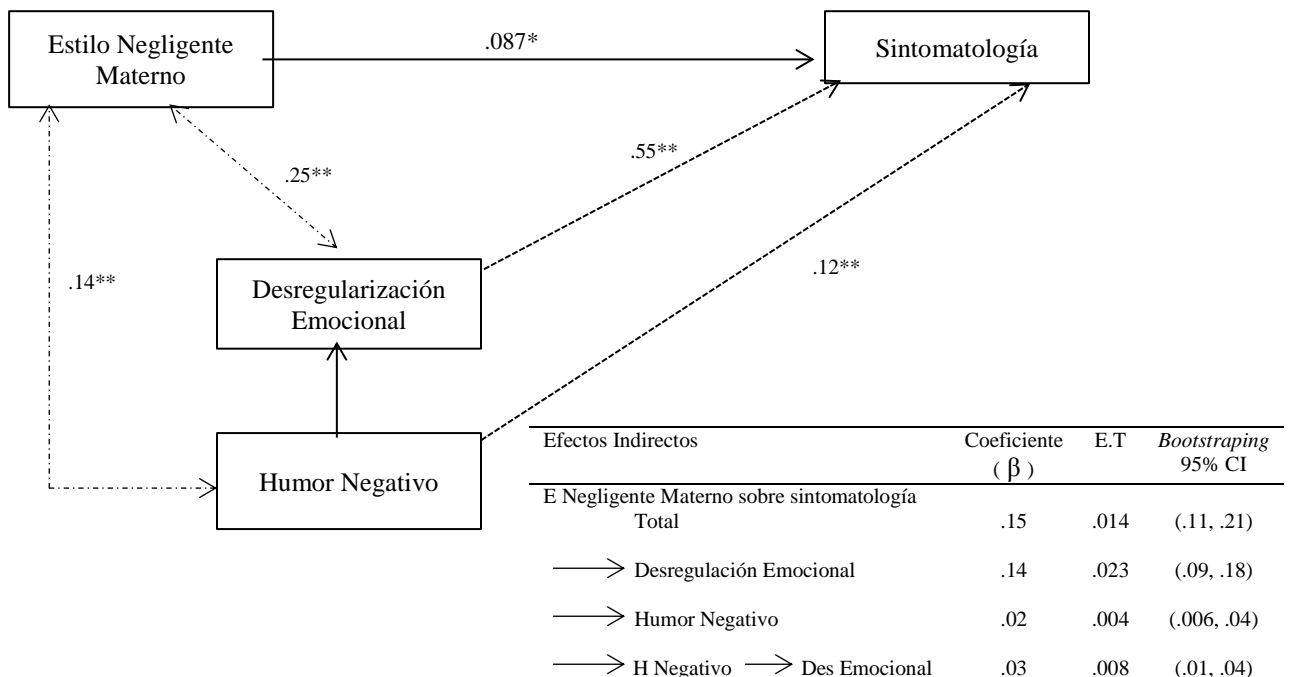 Estilo Negligente
Materno
.087*
Sintomatología
.55**
.25**
.14**
.12**
Desregularización
Emocional
Humor Negativo
Efectos Indirectos Coeficiente E.T Bootstraping
( β ) 95% CI
E Negligente Materno sobre sintomatología
Total .15 .014 (.11, .21)
Desregulación Emocional .14 .023 (.09, .18)
Humor Negativo .02 .004 (.006, .04)
H Negativo Des Emocional .03 .008 (.01, .04)